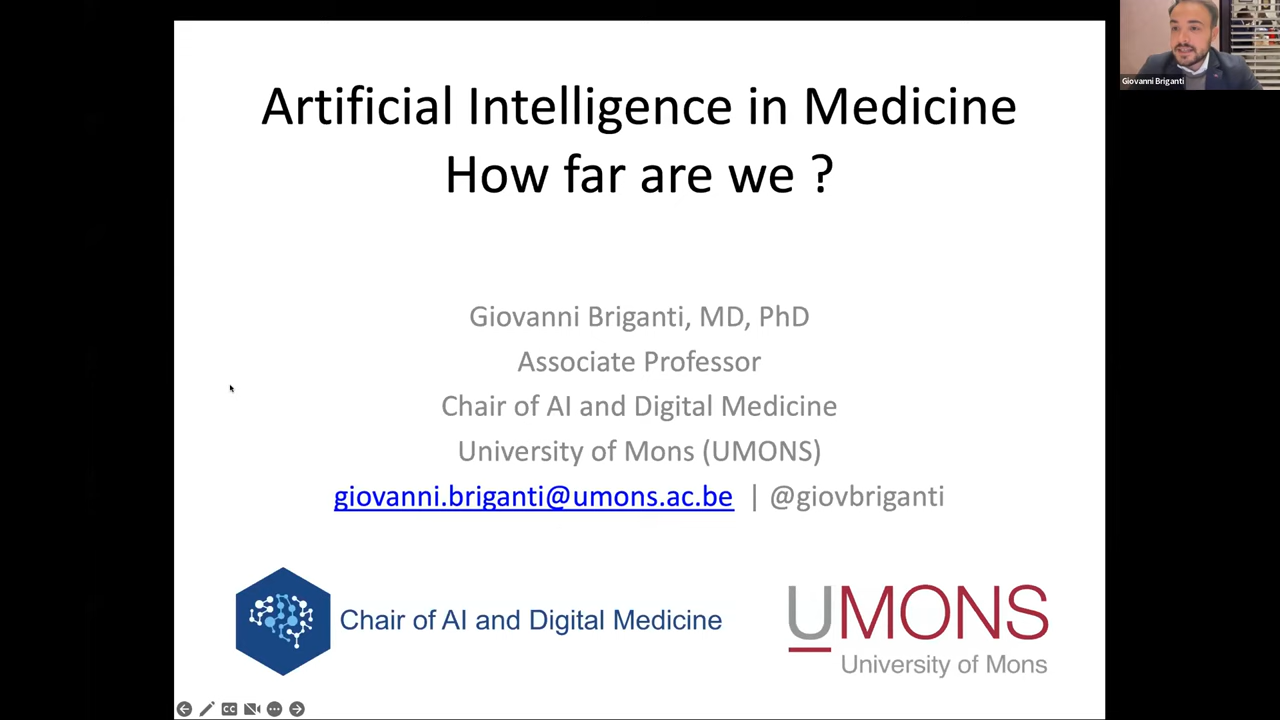 Artificial Intelligence in Medicine
How far are we ?
Giovanni Briganti, MD, PhD
Associate Professor
Chair of AI and Digital Medicine
University of Mons (UMONS)
giovanni.briganti@umons.ac.be | @giovbriganti
Chair of AI and Digital Medicine
UMONS
University of Mons
Giovanni Briganti
CC